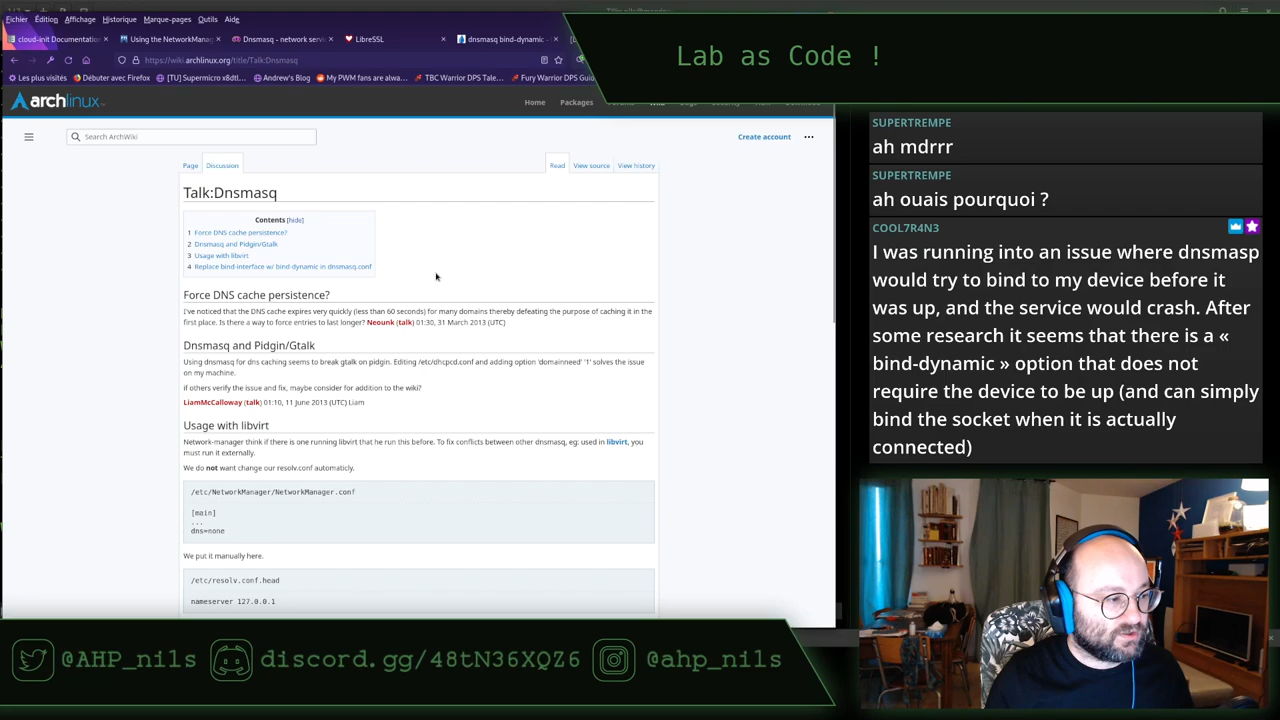 Fichier Édition Affichage Historique Marque-pages Outils Aide
cloud-init Documentation Using the NetworkMana Dnsmasq - network servi LibreSSL dnsmasq bind-dynamic -
https://wiki.archlinux.org/title/Talk:Dnsmasq
Les plus visités Débuter avec Firefox [TU] Supermicro x8dtl... Andrew's Blog My PWM fans are alwa... TBC Warrior DPS Tale... Fury Warrior DPS Guid
Lab as Code !
archlinux
Home Packages
Search ArchWiki
Create account
Page Discussion Read View source View history
Talk:Dnsmasq
Contents [hide]
1 Force DNS cache persistence?
2 Dnsmasq and Pidgin/Gtalk
3 Usage with libvirt
4 Replace bind-interface w/ bind-dynamic in dnsmasq.conf
Force DNS cache persistence?
I've noticed that the DNS cache expires very quickly (less than 60 seconds) for many domains thereby defeating the purpose of caching it in the
first place. Is there a way to force entries to last longer? Neounk (talk) 01:30, 31 March 2013 (UTC)
Dnsmasq and Pidgin/Gtalk
Using dnsmasq for dns caching seems to break gtalk on pidgin. Editing /etc/dhcpcd.conf and adding option 'domainneed' '1' solves the issue
on my machine.
if others verify the issue and fix, maybe consider for addition to the wiki?
LiamMcCalloway (talk) 01:10, 11 June 2013 (UTC) Liam
Usage with libvirt
Network-manager think if there is one running libvirt that he run this before. To fix conflicts between other dnsmasq, eg: used in libvirt, you
must run it externally.
We do not want change our resolv.conf automaticly.
/etc/NetworkManager/NetworkManager.conf
[main]
...
dns=none
We put it manually here.
/etc/resolv.conf.head
nameserver 127.0.0.1
SUPERTREMPE
ah mdrrr
SUPERTREMPE
ah ouais pourquoi ?
COOL7R4N3
I was running into an issue where dnsmasp
would try to bind to my device before it
was up, and the service would crash. After
some research it seems that there is a «
bind-dynamic » option that does not
require the device to be up (and can simply
bind the socket when it is actually
connected)
@AHP_nils discord.gg/48tN36XQZ6 @ahp_nils